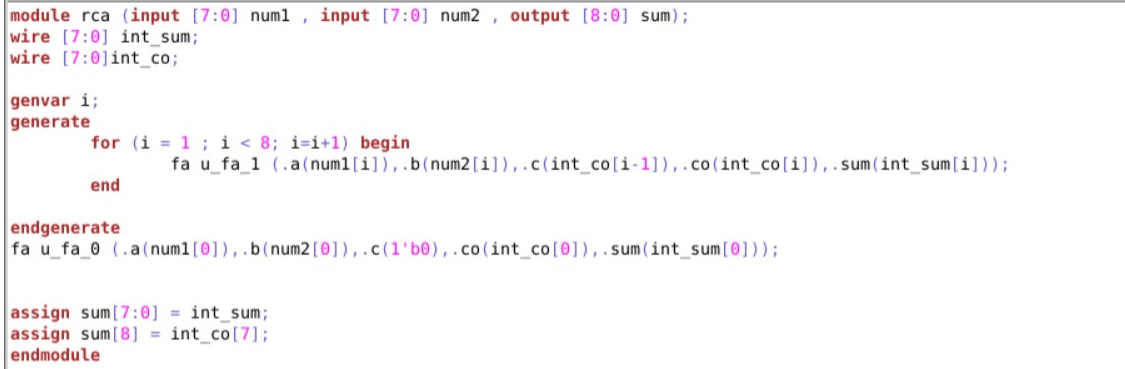 module rca (input [7:0] num1 , input [7:0] num2 , output [8:0] sum);
wire [7:0] int_sum;
wire [7:0]int_co;
genvar i;
generate
for (i = 1 ; i < 8; i=i+1) begin
fa u_fa_1 (.a(num1[i]),.b(num2[i]),.c(int_co[i-1]),.co(int_co[i]),.sum(int_sum[i]));
end
endgenerate
fa u_fa_0 (.a(num1[0]),.b(num2[0]),.c(1'b0),.co(int_co[0]),.sum(int_sum[0]));
assign sum[7:0] = int_sum;
assign sum[8] = int_co[7];
endmodule